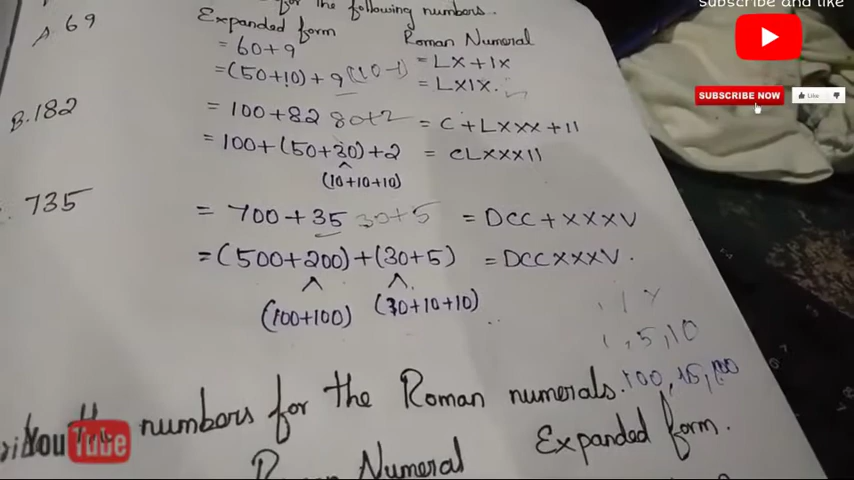 for the following numbers.
Expanded form Roman Numeral
A. 69 = 60+9 = LX+IX
= (50+10) + 9 (10-1) = LXIX.
B. 182 = 100+82 80+2 = C+LXXX+II
= 100+(50+30)+2 = CLXXXII
(10+10+10)
735 = 700+35 30+5 = DCC+XXXV
= (500+200)+(30+5) = DCCXXXV.
(100+100) (30+10+10)
1, 5, 10
the numbers for the Roman numerals. 100,
Roman Numeral Expanded form.
Subscribe and like
SUBSCRIBE NOW
Like
YouTube